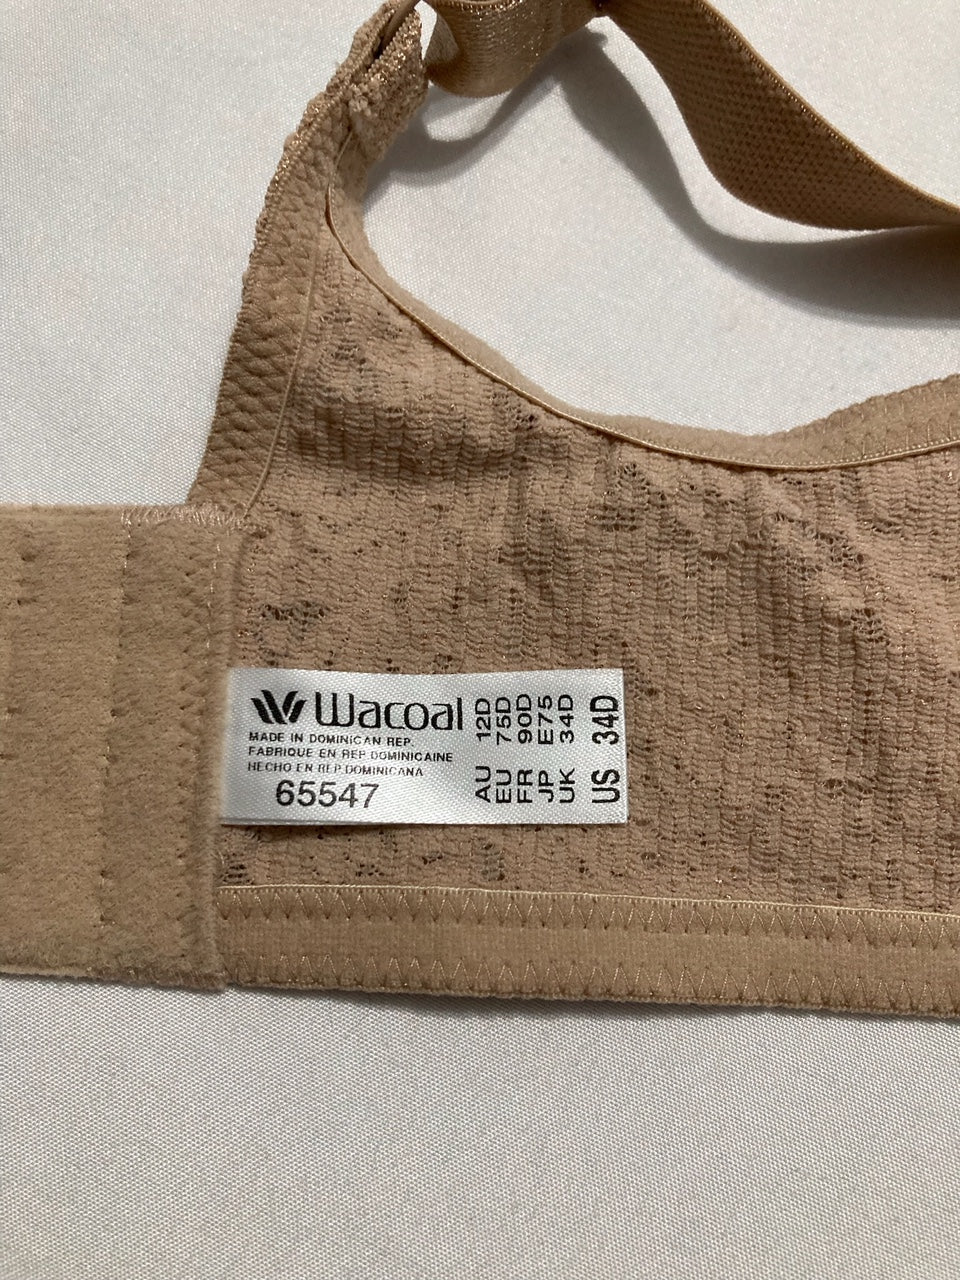 Wacoal
MADE IN DOMINICAN REP.
FABRIQUE EN REP DOMINICAINE
HECHO EN REP DOMINICANA
65547
AU 12D
EU 75D
FR 90D
JP E75
UK 34D
US 34D